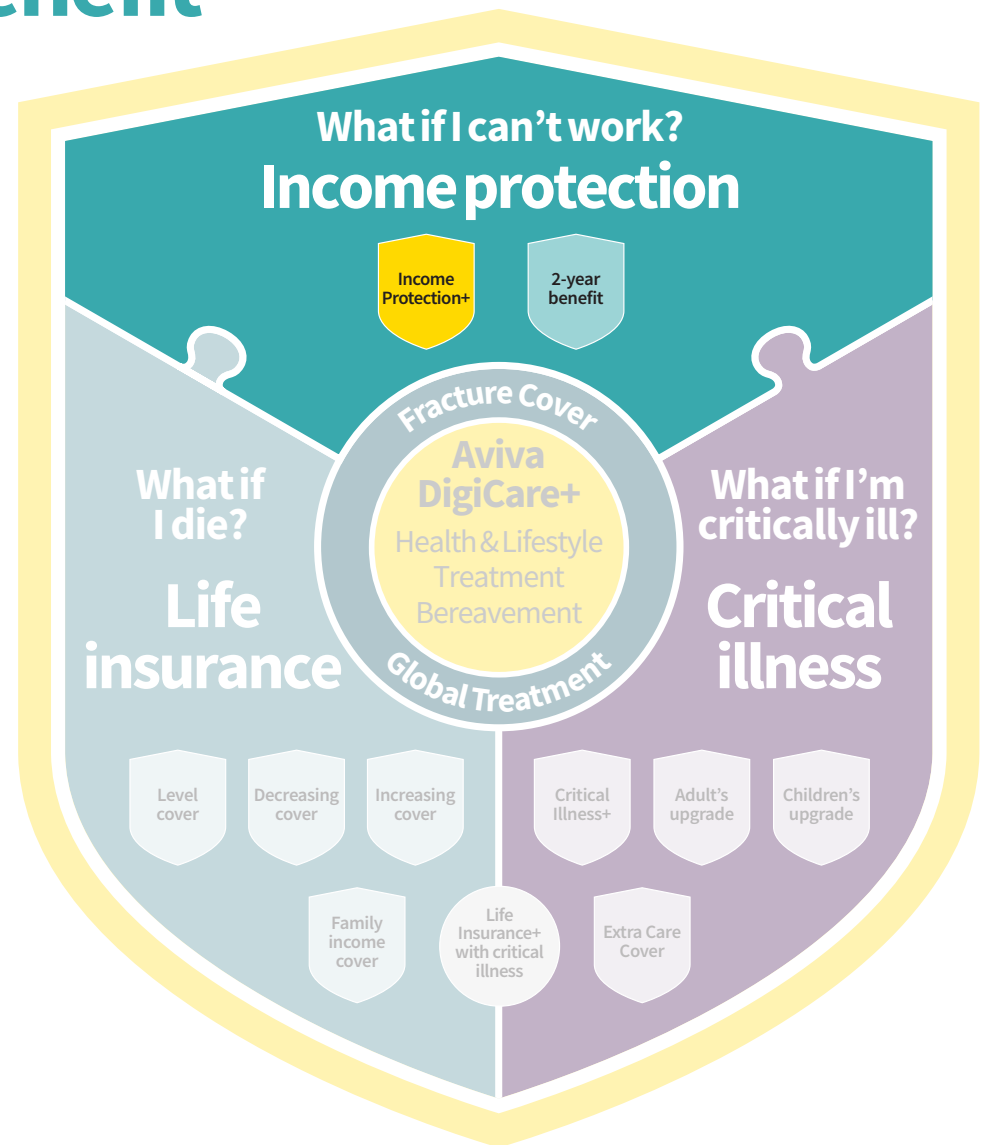 What if I can't work?
Income protection
Income
Protection+
2-year
benefit
Fracture Cover
Aviva
DigiCare+
Health & Lifestyle
Treatment
Bereavement
Global Treatment
What if
I die?
Life
insurance
What if I'm
critically ill?
Critical
illness
Level
cover
Decreasing
cover
Increasing
cover
Critical
Illness+
Adult's
upgrade
Children's
upgrade
Family
income
cover
Life
Insurance+
with critical
illness
Extra Care
Cover